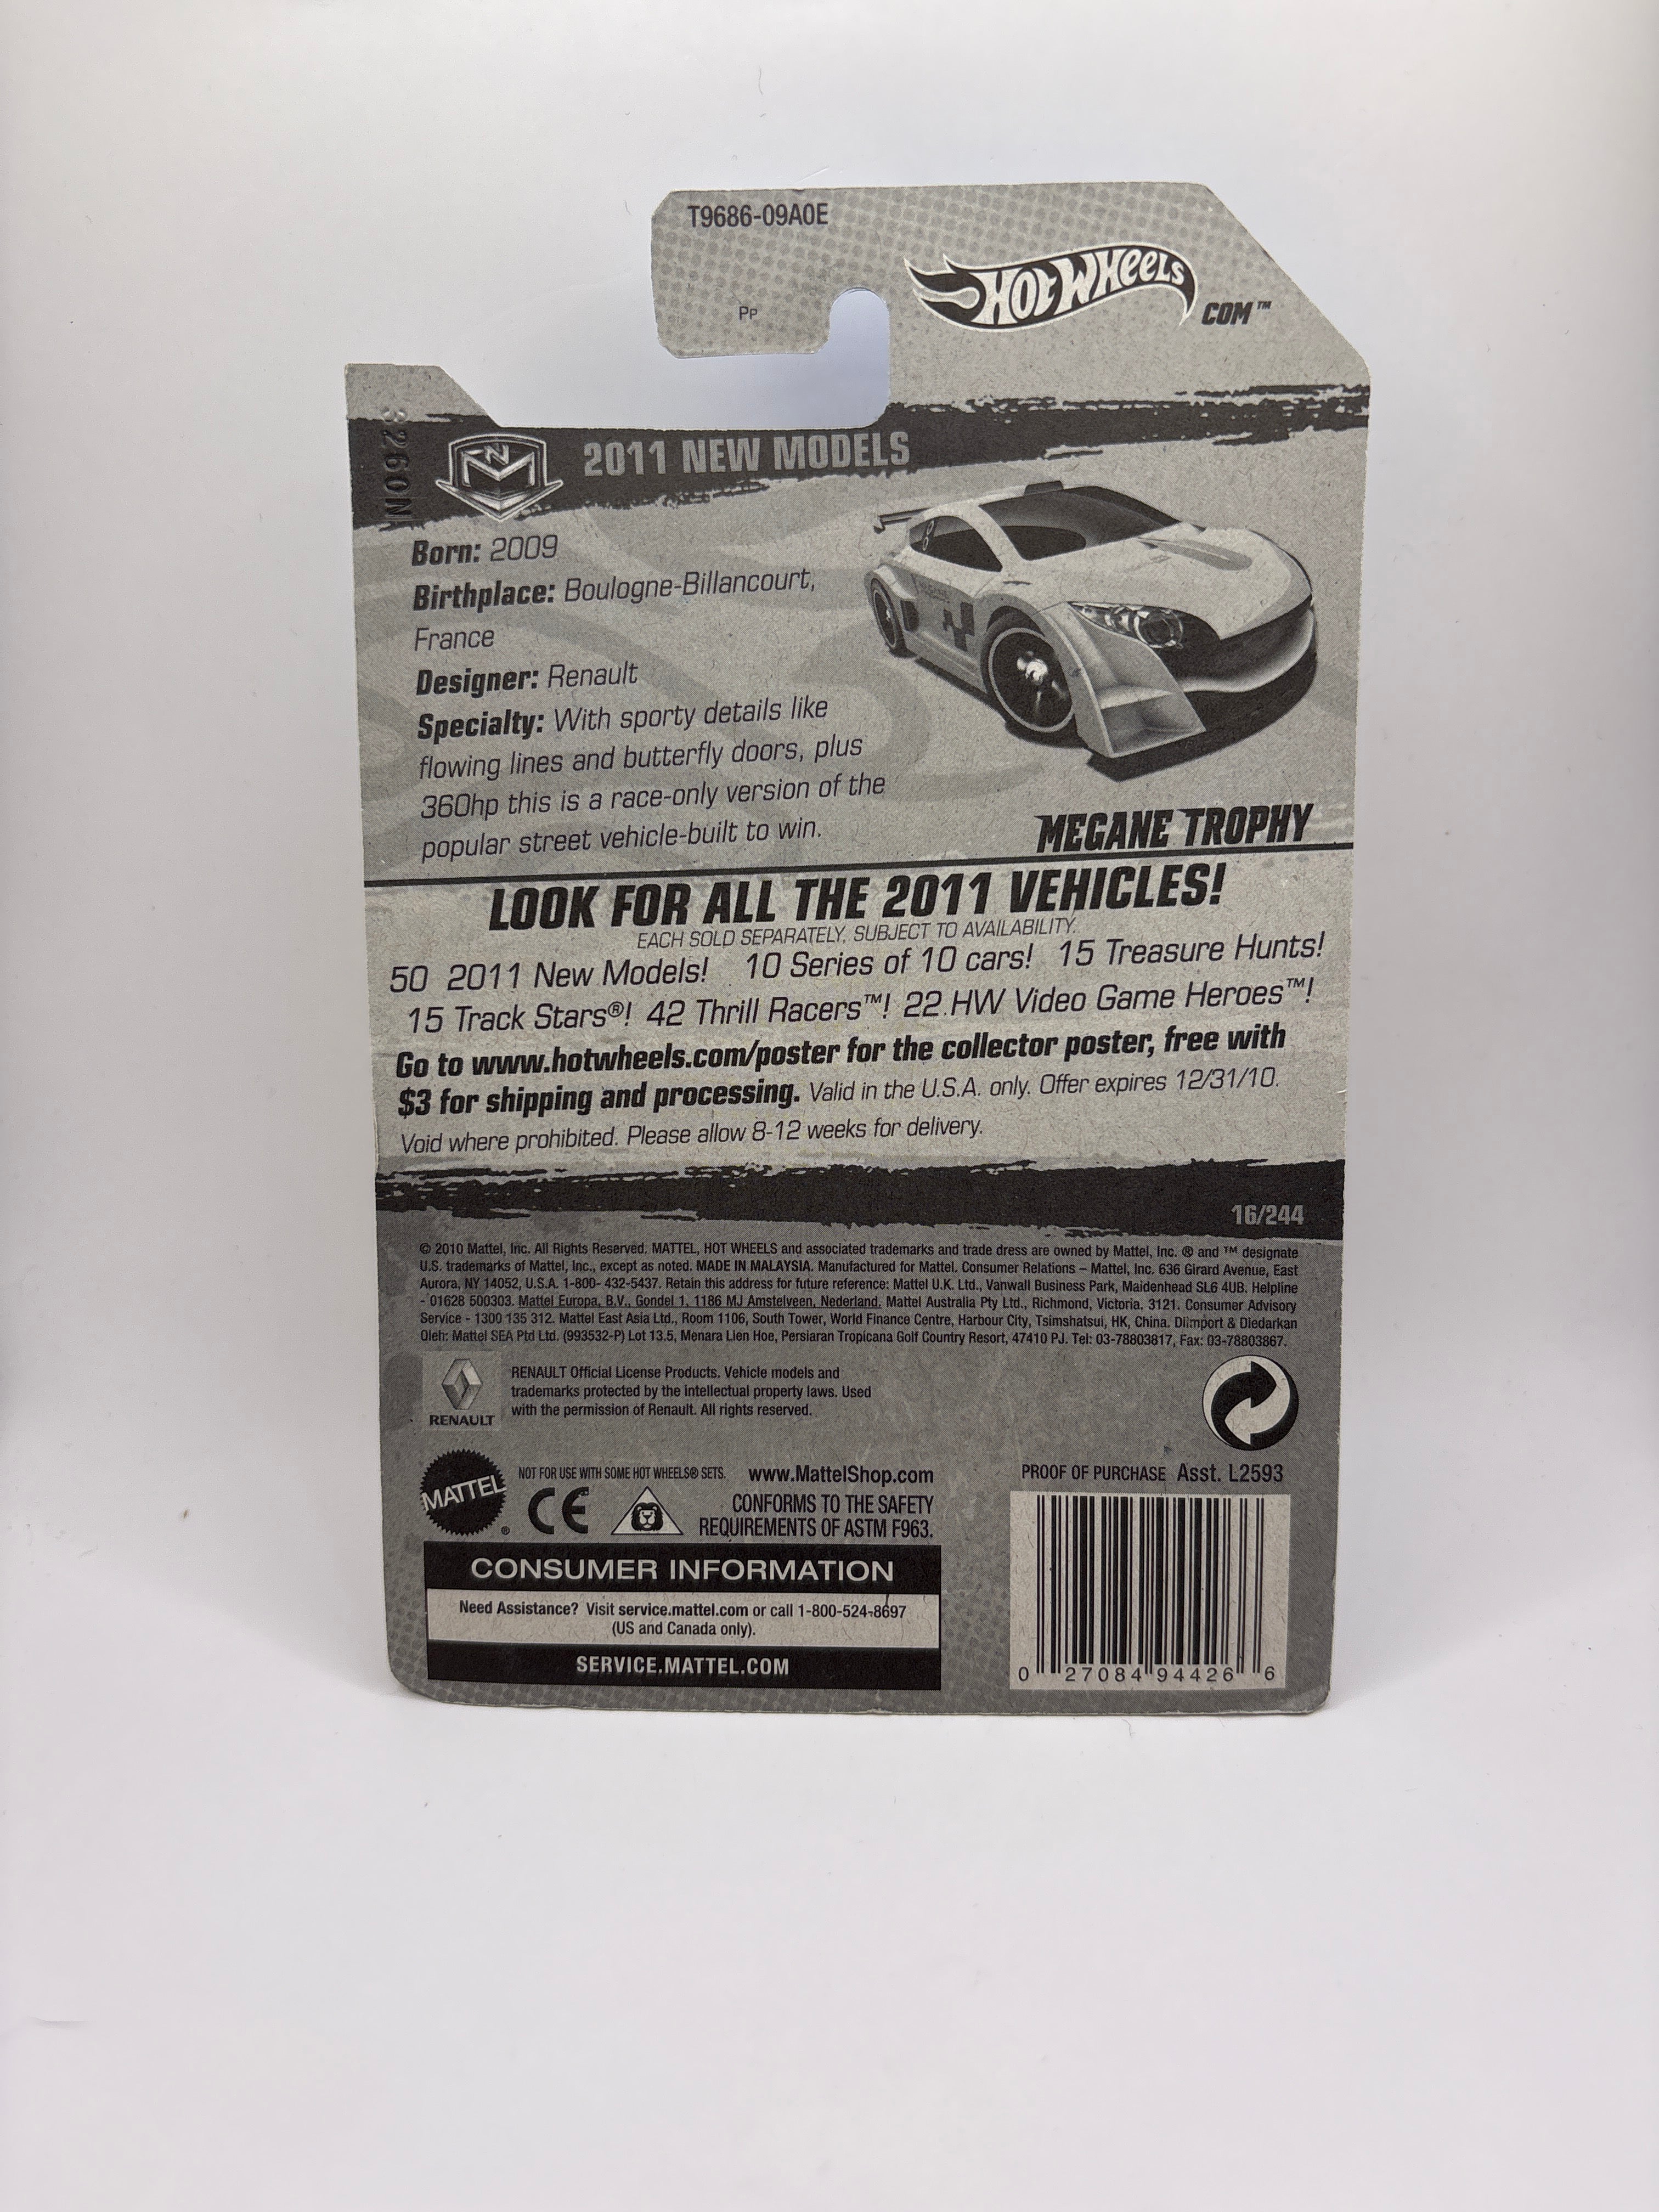 T9686-09A0E
PP
HOT WHEELS
COM™
3260N
NM
2011 NEW MODELS
Born: 2009
Birthplace: Boulogne-Billancourt,
France
Designer: Renault
Specialty: With sporty details like
flowing lines and butterfly doors, plus
360hp this is a race-only version of the
popular street vehicle-built to win.
MEGANE TROPHY
LOOK FOR ALL THE 2011 VEHICLES!
EACH SOLD SEPARATELY. SUBJECT TO AVAILABILITY.
50 2011 New Models! 10 Series of 10 cars! 15 Treasure Hunts!
15 Track Stars®! 42 Thrill Racers™! 22 HW Video Game Heroes™!
Go to www.hotwheels.com/poster for the collector poster, free with
$3 for shipping and processing. Valid in the U.S.A. only. Offer expires 12/31/10.
Void where prohibited. Please allow 8-12 weeks for delivery.
16/244
© 2010 Mattel, Inc. All Rights Reserved. MATTEL, HOT WHEELS and associated trademarks and trade dress are owned by Mattel, Inc. ® and ™ designate
U.S. trademarks of Mattel, Inc., except as noted. MADE IN MALAYSIA. Manufactured for Mattel. Consumer Relations – Mattel, Inc. 636 Girard Avenue, East
Aurora, NY 14052, U.S.A. 1-800- 432-5437. Retain this address for future reference: Mattel U.K. Ltd., Vanwall Business Park, Maidenhead SL6 4UB. Helpline
- 01628 500303. Mattel Europa, B.V., Gondel 1, 1186 MJ Amstelveen, Nederland. Mattel Australia Pty Ltd., Richmond, Victoria. 3121. Consumer Advisory
Service - 1300 135 312. Mattel East Asia Ltd., Room 1106, South Tower, World Finance Centre, Harbour City, Tsimshatsui, HK, China. Diimport & Diedarkan
Oleh: Mattel SEA Ptd Ltd. (993532-P) Lot 13.5, Menara Lien Hoe, Persiaran Tropicana Golf Country Resort, 47410 PJ. Tel: 03-78803817, Fax: 03-78803867.
RENAULT
RENAULT Official License Products. Vehicle models and
trademarks protected by the intellectual property laws. Used
with the permission of Renault. All rights reserved.
MATTEL®
NOT FOR USE WITH SOME HOT WHEELS® SETS. www.MattelShop.com
CE
CONFORMS TO THE SAFETY
REQUIREMENTS OF ASTM F963.
PROOF OF PURCHASE Asst. L2593
CONSUMER INFORMATION
Need Assistance? Visit service.mattel.com or call 1-800-524-8697
(US and Canada only).
SERVICE.MATTEL.COM
0 27084 94426 6